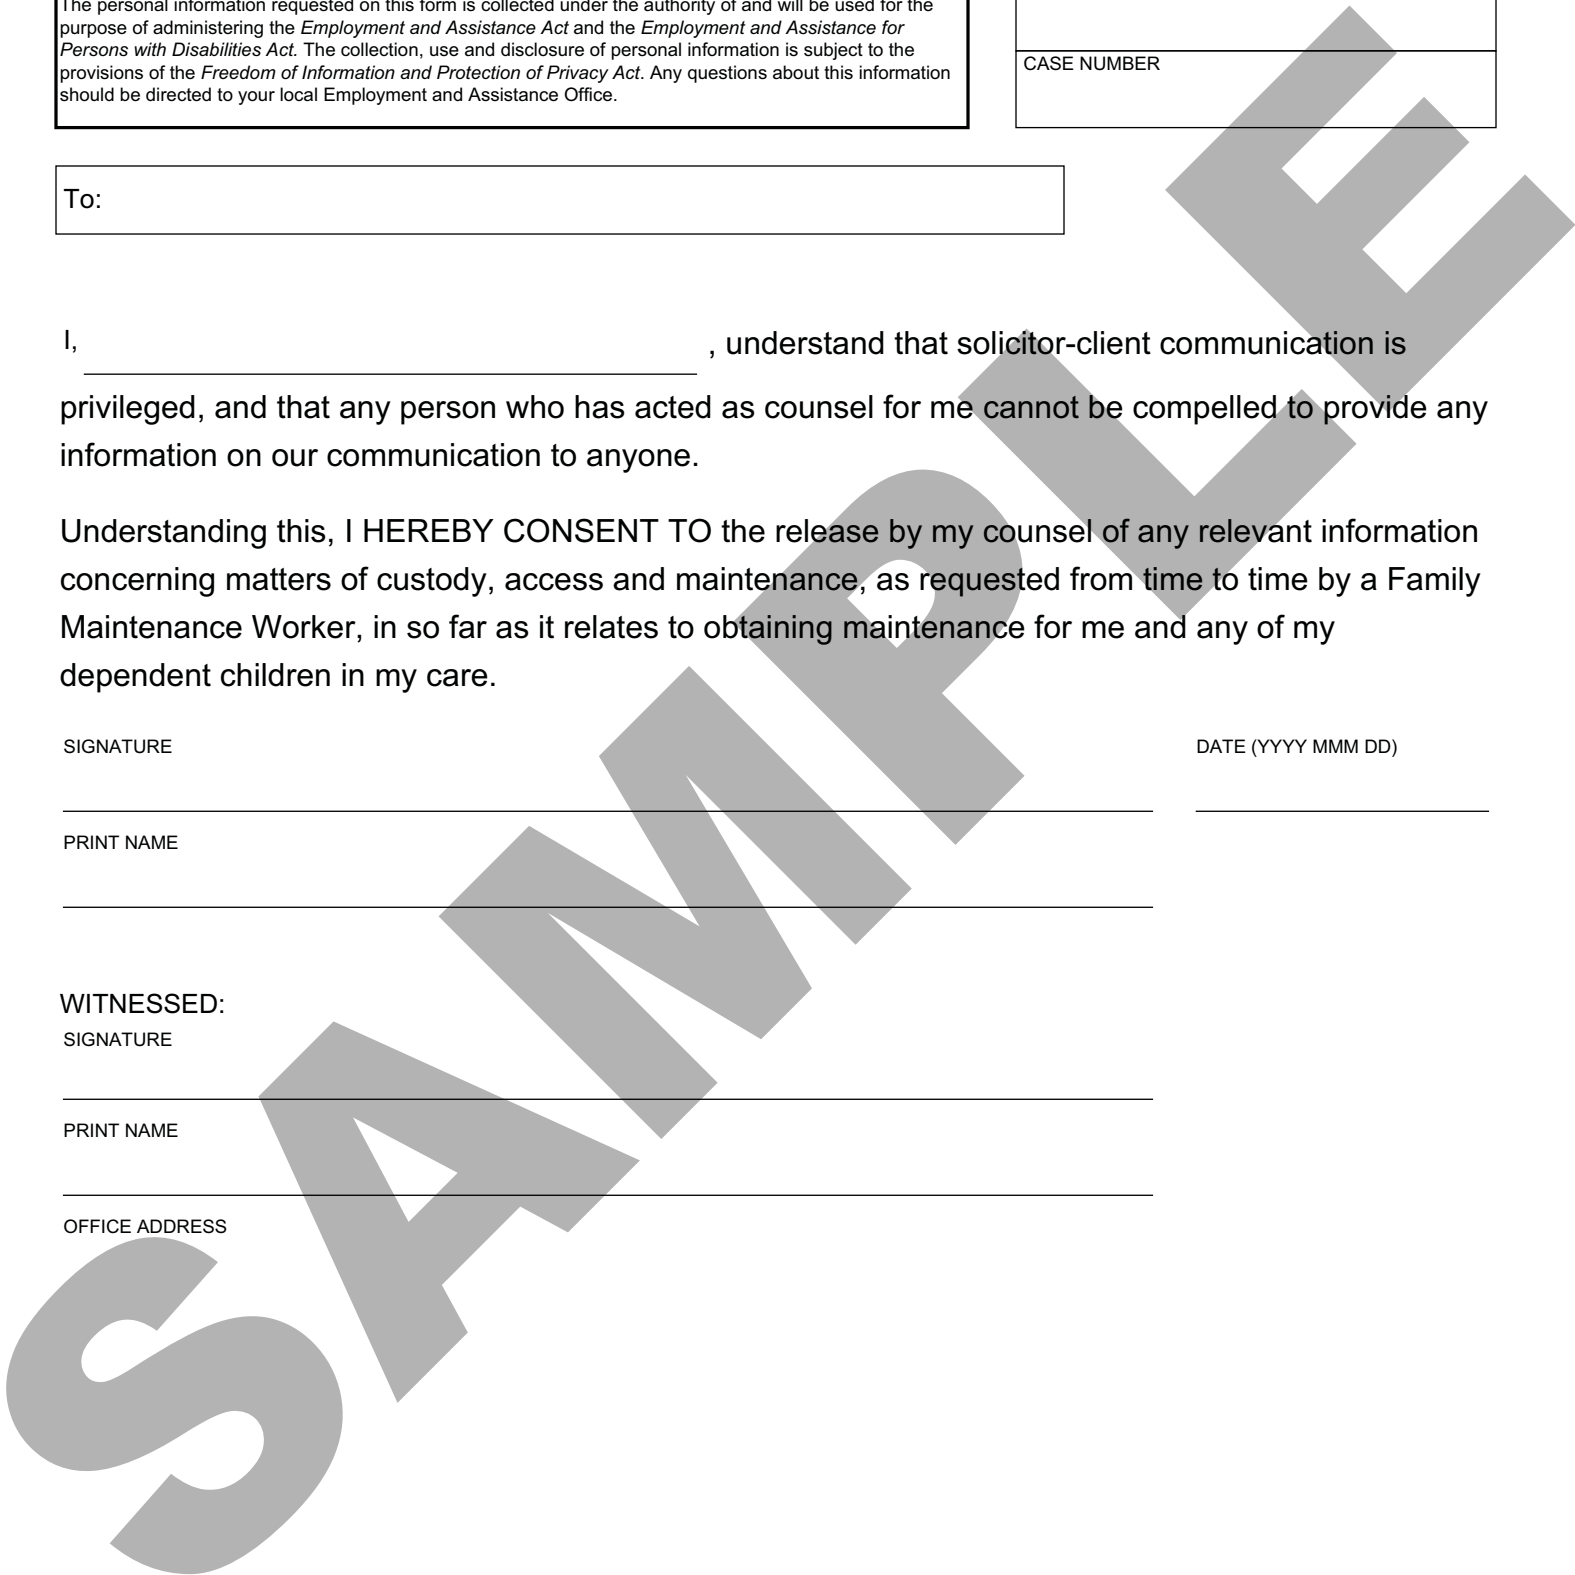 The personal information requested on this form is collected under the authority of and will be used for the
purpose of administering the Employment and Assistance Act and the Employment and Assistance for
Persons with Disabilities Act. The collection, use and disclosure of personal information is subject to the
provisions of the Freedom of Information and Protection of Privacy Act. Any questions about this information
should be directed to your local Employment and Assistance Office.
CASE NUMBER
To:
I, , understand that solicitor-client communication is
privileged, and that any person who has acted as counsel for me cannot be compelled to provide any
information on our communication to anyone.
Understanding this, I HEREBY CONSENT TO the release by my counsel of any relevant information
concerning matters of custody, access and maintenance, as requested from time to time by a Family
Maintenance Worker, in so far as it relates to obtaining maintenance for me and any of my
dependent children in my care.
SIGNATURE
DATE (YYYY MMM DD)
PRINT NAME
WITNESSED:
SIGNATURE
PRINT NAME
OFFICE ADDRESS
SAMPLE